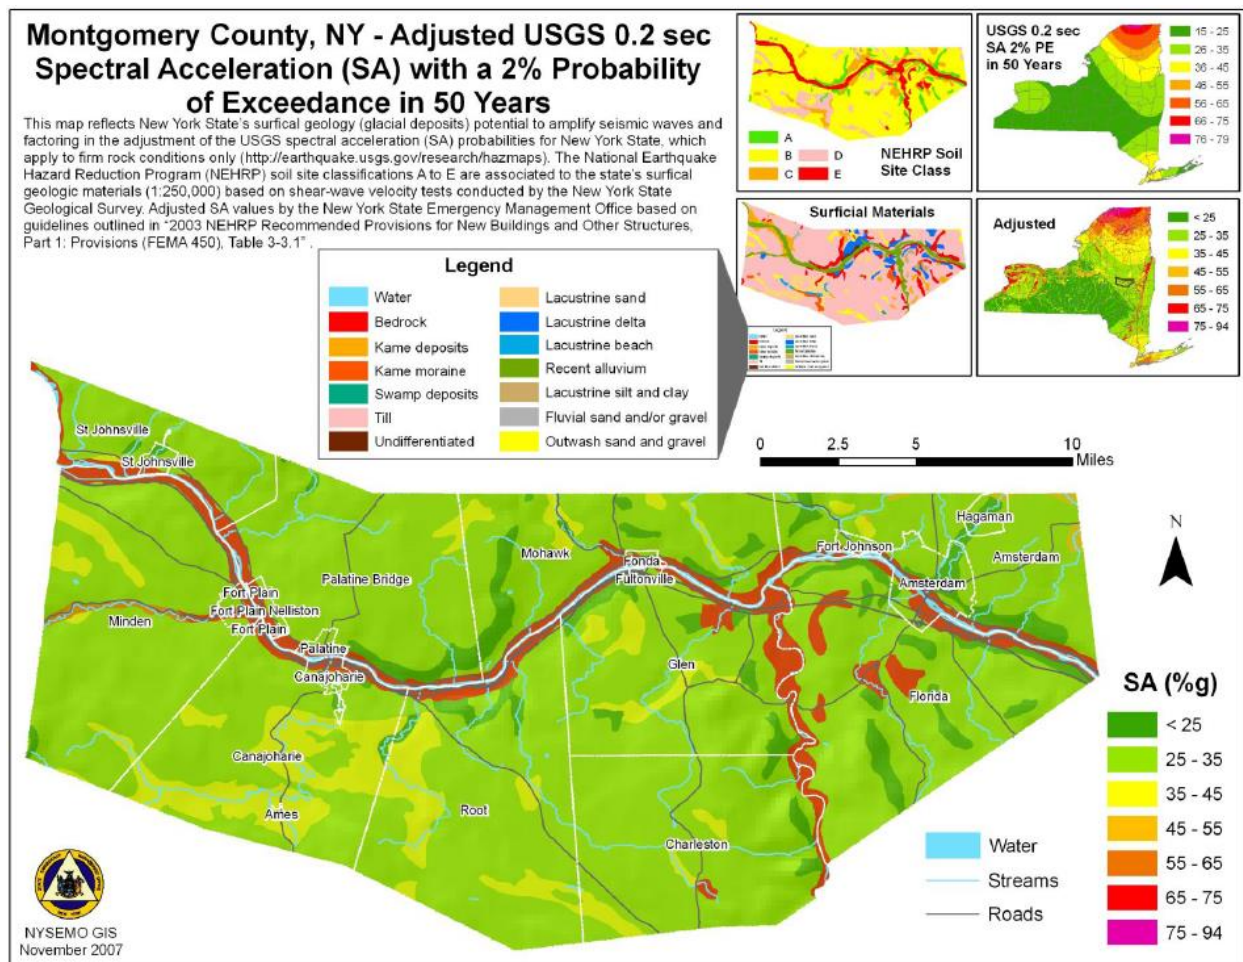 Montgomery County, NY - Adjusted USGS 0.2 sec
Spectral Acceleration (SA) with a 2% Probability
of Exceedance in 50 Years
This map reflects New York State's surfical geology (glacial deposits) potential to amplify seismic waves and
factoring in the adjustment of the USGS spectral acceleration (SA) probabilities for New York State, which
apply to firm rock conditions only (http://earthquake.usgs.gov/research/hazmaps). The National Earthquake
Hazard Reduction Program (NEHRP) soil site classifications A to E are associated to the state's surfical
geologic materials (1:250,000) based on shear-wave velocity tests conducted by the New York State
Geological Survey. Adjusted SA values by the New York State Emergency Management Office based on
guidelines outlined in "2003 NEHRP Recommended Provisions for New Buildings and Other Structures,
Part 1: Provisions (FEMA 450), Table 3-3.1" .
A
B
C
D
E
NEHRP Soil
Site Class
USGS 0.2 sec
SA 2% PE
in 50 Years
15 - 25
26 - 35
36 - 45
46 - 55
56 - 65
66 - 75
76 - 79
Surficial Materials
Adjusted
< 25
25 - 35
35 - 45
45 - 55
55 - 65
65 - 75
75 - 94
Legend
Water
Bedrock
Kame deposits
Kame moraine
Swamp deposits
Till
Undifferentiated
Lacustrine sand
Lacustrine delta
Lacustrine beach
Recent alluvium
Lacustrine silt and clay
Fluvial sand and/or gravel
Outwash sand and gravel
0 2.5 5 10
Miles
N
St Johnsville
St Johnsville
Hagaman
Fort Johnson
Amsterdam
Mohawk
Fonda
Fultonville
Palatine Bridge
Amsterdam
Fort Plain
Fort Plain Nelliston
Minden
Fort Plain
Palatine
Canajoharie
Glen
Florida
Canajoharie
Ames
Root
Charleston
SA (%g)
< 25
25 - 35
35 - 45
45 - 55
55 - 65
65 - 75
75 - 94
Water
Streams
Roads
NYSEMO GIS
November 2007